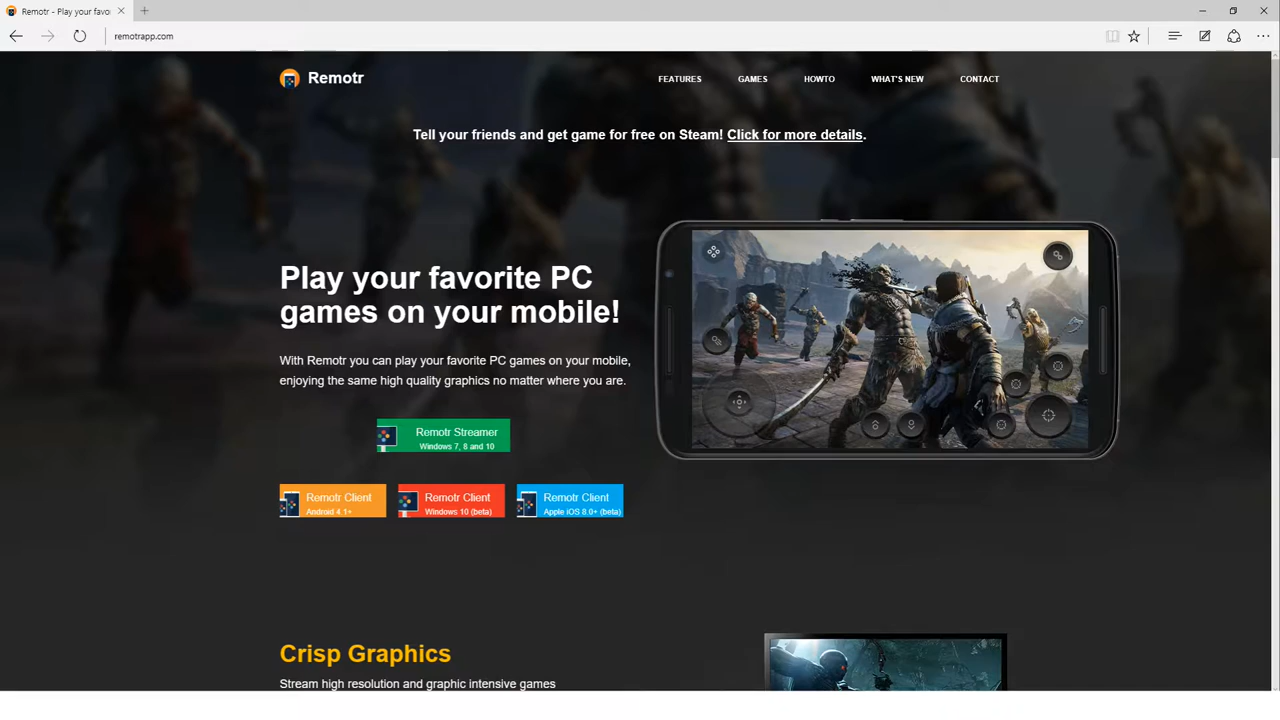 Remotr - Play your favo
remotrapp.com
Remotr
FEATURES GAMES HOWTO WHAT'S NEW CONTACT
Tell your friends and get game for free on Steam! Click for more details.
Play your favorite PC
games on your mobile!
With Remotr you can play your favorite PC games on your mobile,
enjoying the same high quality graphics no matter where you are.
Remotr Streamer
Windows 7, 8 and 10
Remotr Client
Android 4.1+
Remotr Client
Windows 10 (beta)
Remotr Client
Apple iOS 8.0+ (beta)
Crisp Graphics
Stream high resolution and graphic intensive games